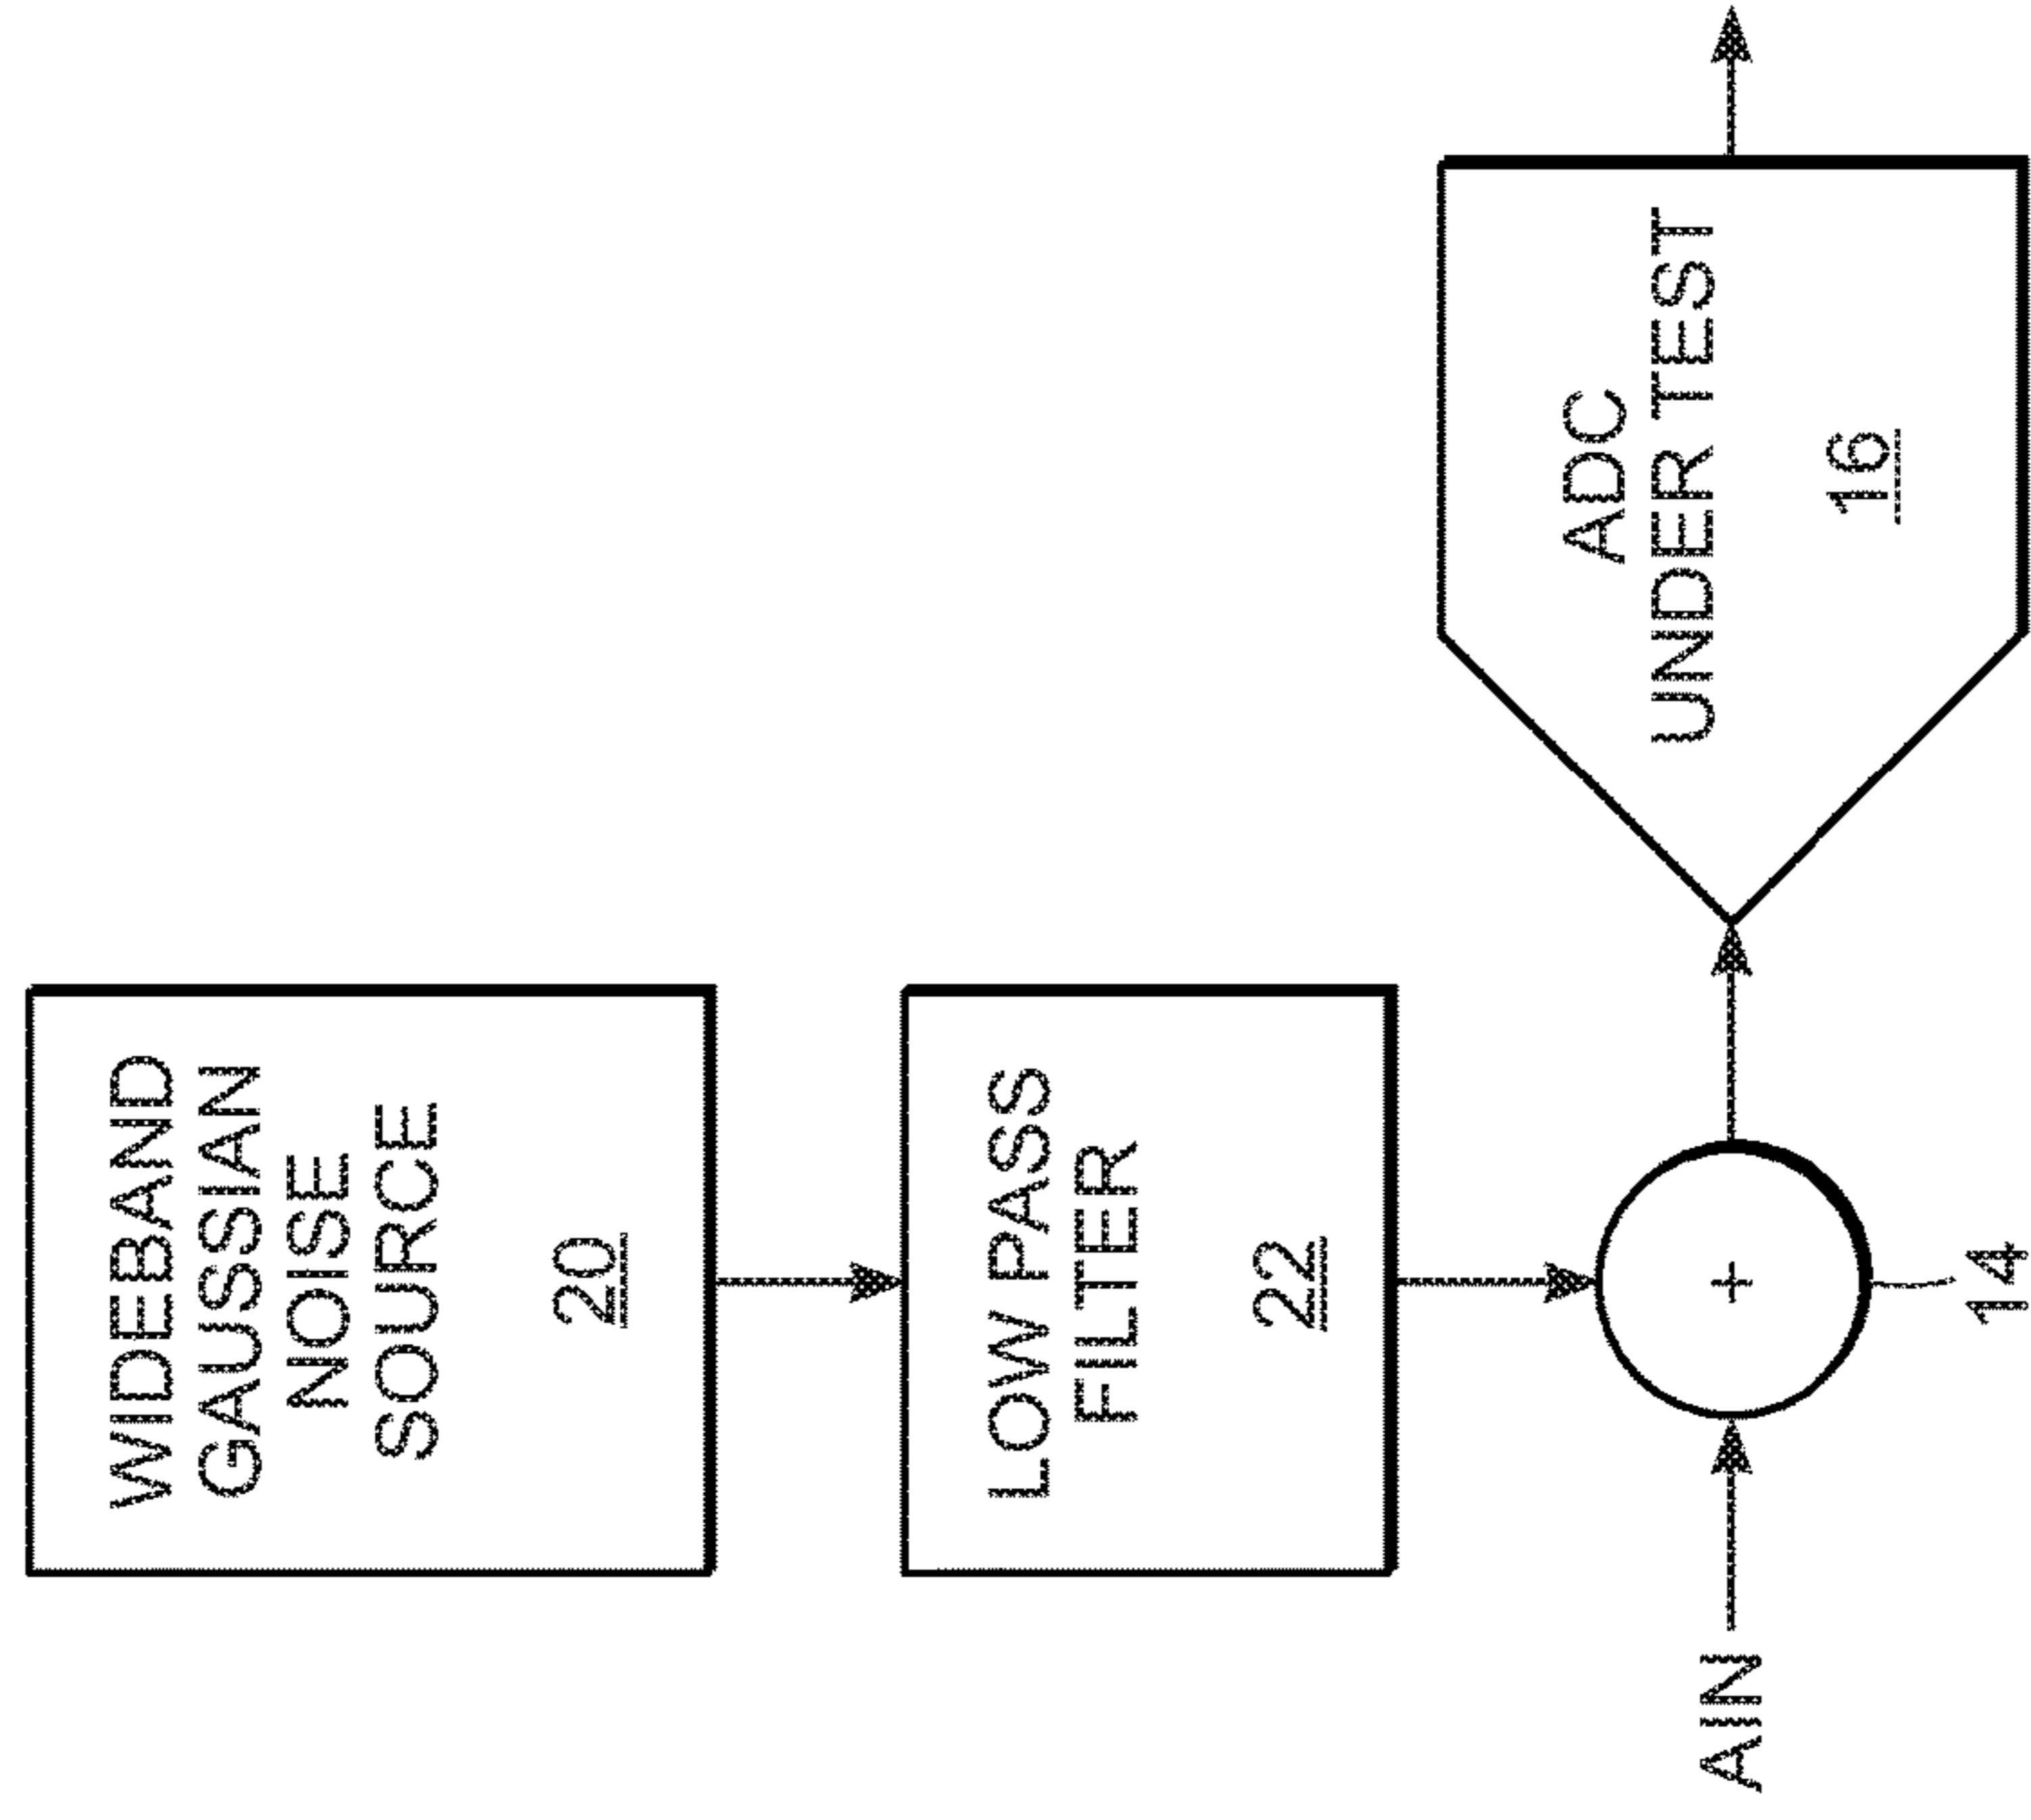 WIDEBAND
GAUSSIAN
NOISE
SOURCE
20
LOW PASS
FILTER
22
AIN
+
14
ADC
UNDER TEST
16